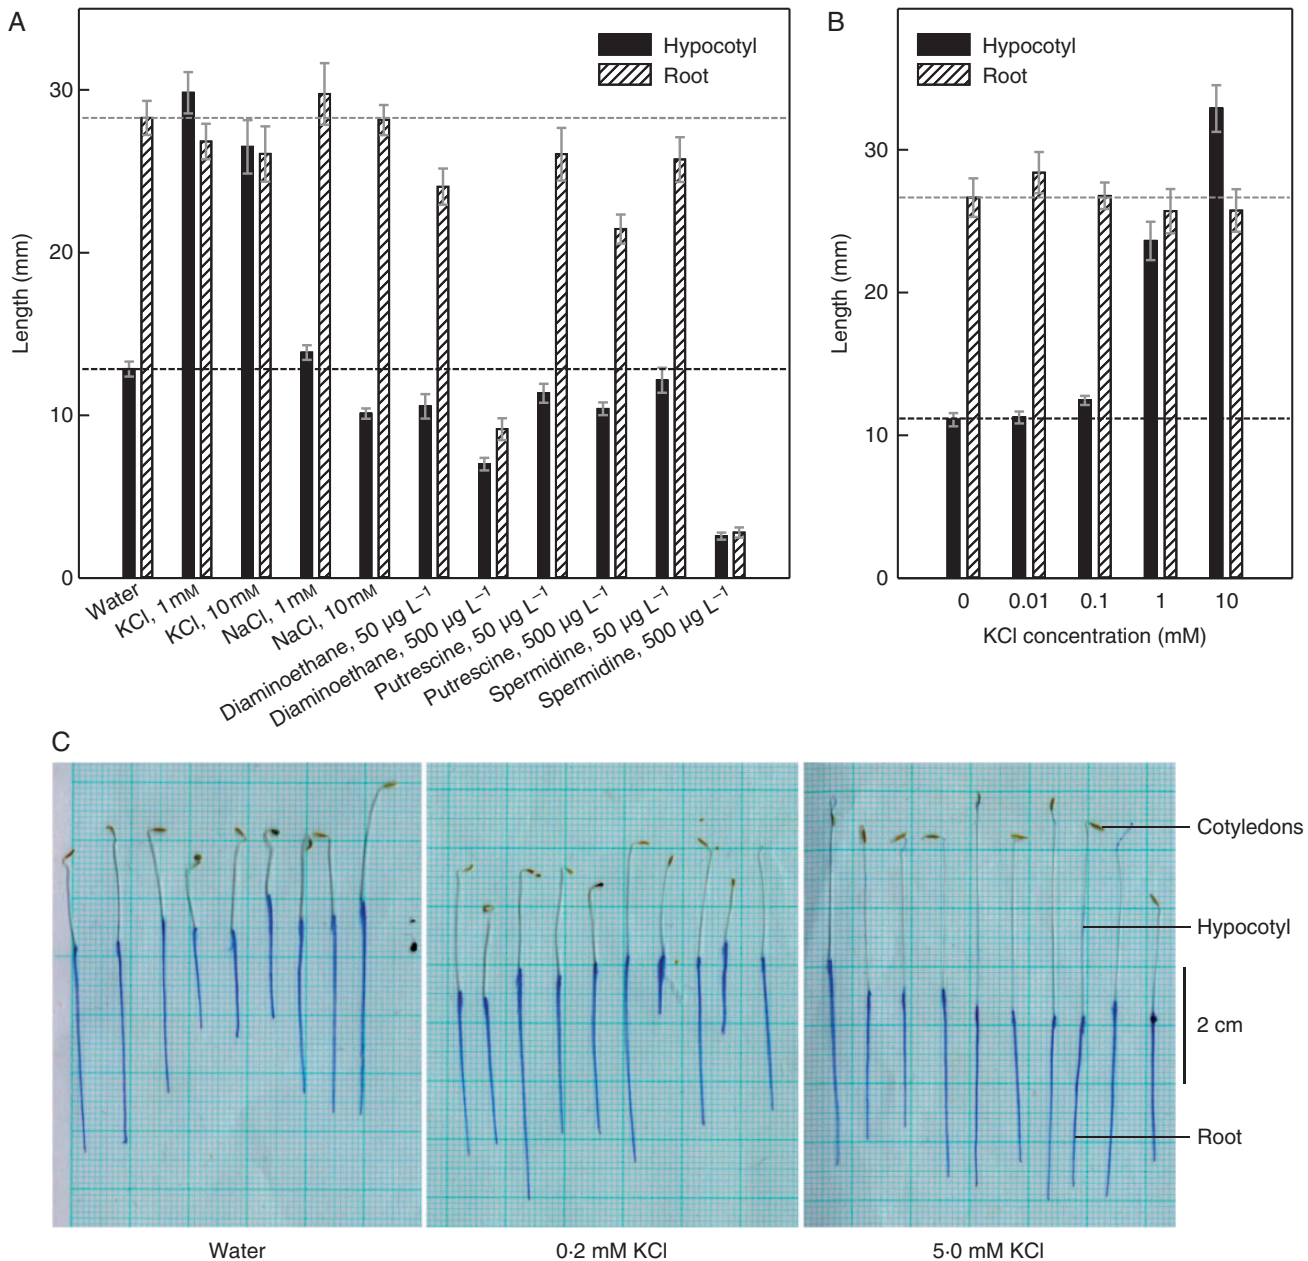 A
Hypocotyl
Root
Length (mm)
30
20
10
0
Water
KCl, 1 mM
KCl, 10 mM
NaCl, 1 mM
NaCl, 10 mM
Diaminoethane, 50 µg L–1
Diaminoethane, 500 µg L–1
Putrescine, 50 µg L–1
Putrescine, 500 µg L–1
Spermidine, 50 µg L–1
Spermidine, 500 µg L–1
B
Hypocotyl
Root
Length (mm)
30
20
10
0
0 0.01 0.1 1 10
KCl concentration (mM)
C
Cotyledons
Hypocotyl
2 cm
Root
Water 0·2 mM KCl 5·0 mM KCl